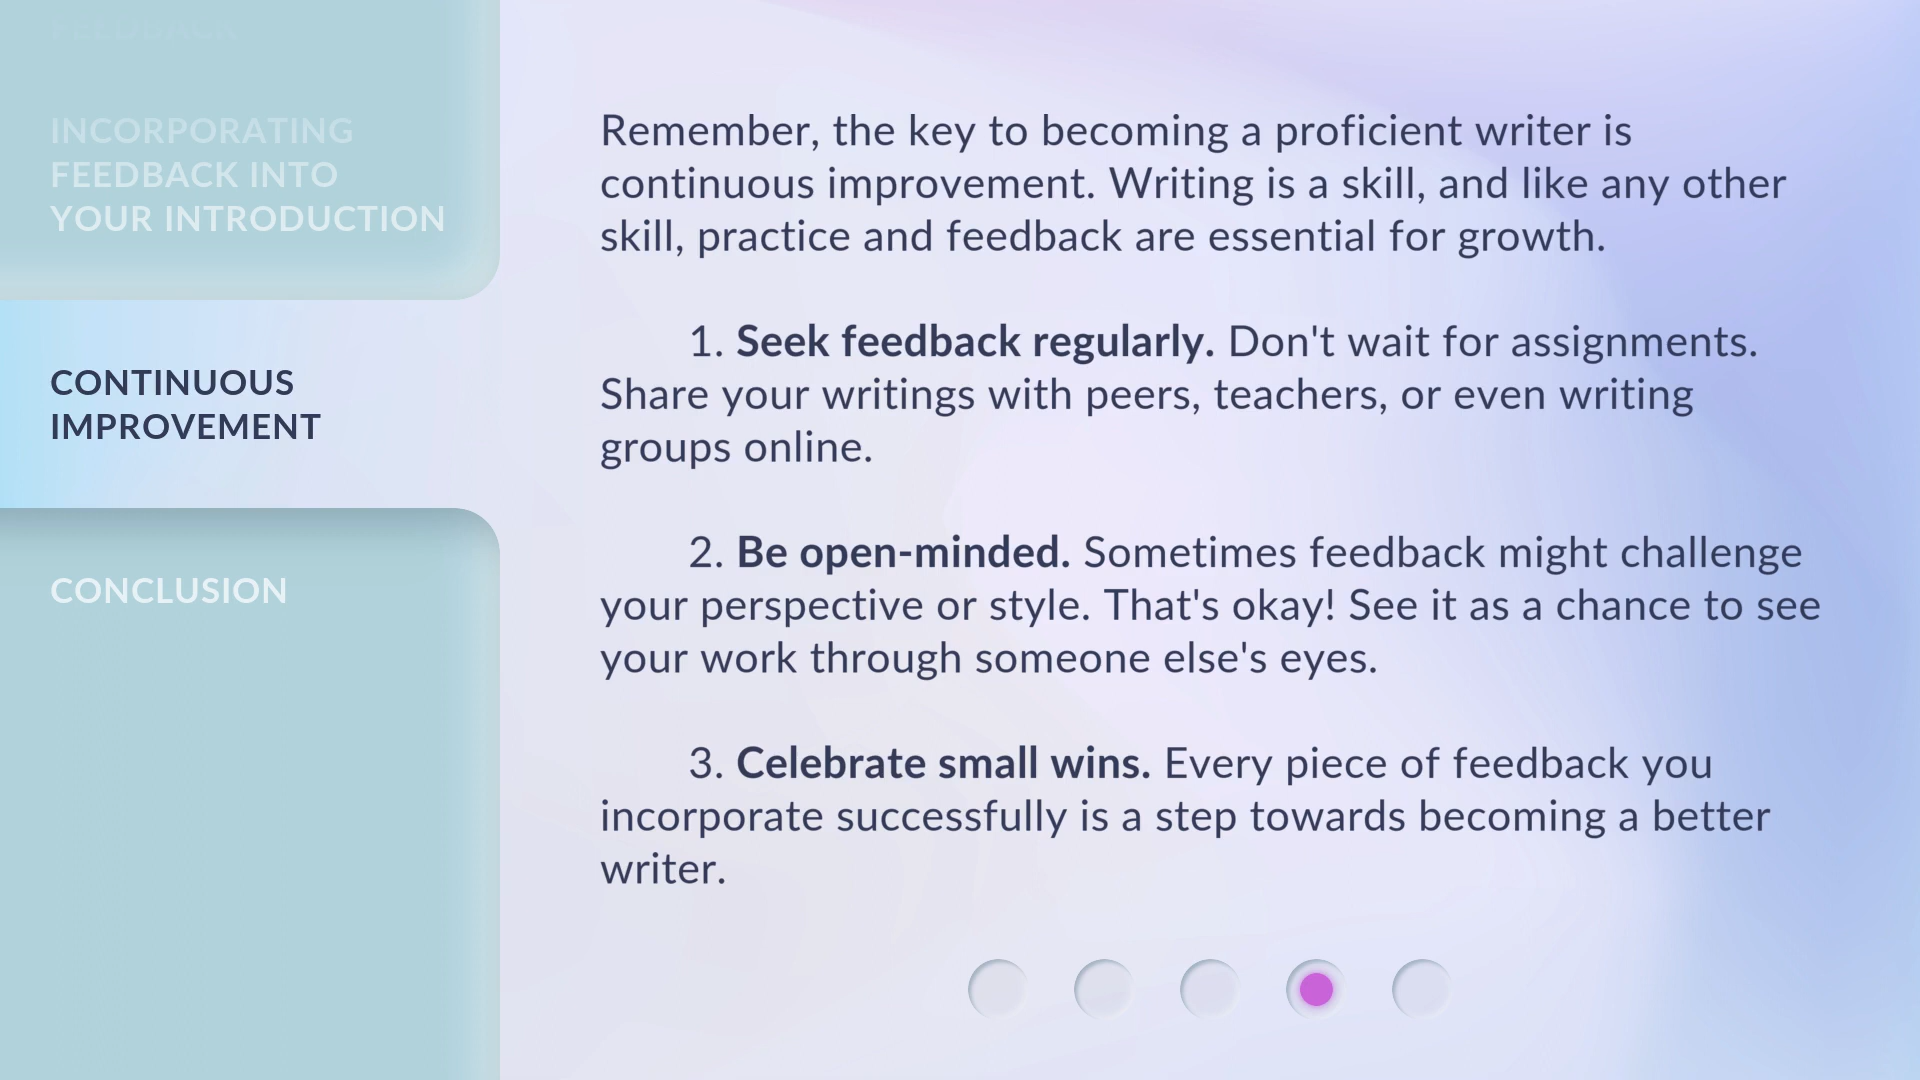 FEEDBACK
INCORPORATING
FEEDBACK INTO
YOUR INTRODUCTION
CONTINUOUS
IMPROVEMENT
CONCLUSION
Remember, the key to becoming a proficient writer is
continuous improvement. Writing is a skill, and like any other
skill, practice and feedback are essential for growth.
1. Seek feedback regularly. Don't wait for assignments.
Share your writings with peers, teachers, or even writing
groups online.
2. Be open-minded. Sometimes feedback might challenge
your perspective or style. That's okay! See it as a chance to see
your work through someone else's eyes.
3. Celebrate small wins. Every piece of feedback you
incorporate successfully is a step towards becoming a better
writer.